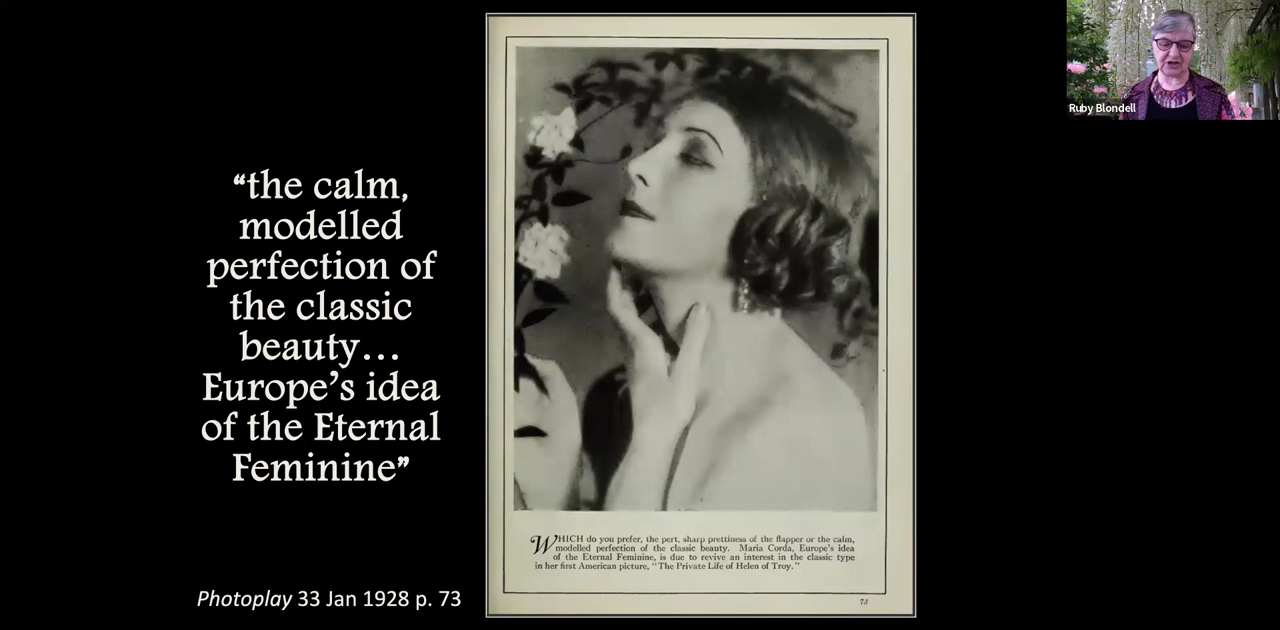 “the calm,
modelled
perfection of
the classic
beauty…
Europe’s idea
of the Eternal
Feminine”
Photoplay 33 Jan 1928 p. 73
WHICH do you prefer, the pert, sharp prettiness of the flapper or the calm,
modelled perfection of the classic beauty. Maria Corda, Europe's idea
of the Eternal Feminine, is due to revive an interest in the classic type
in her first American picture, "The Private Life of Helen of Troy."
73
Ruby Blondell